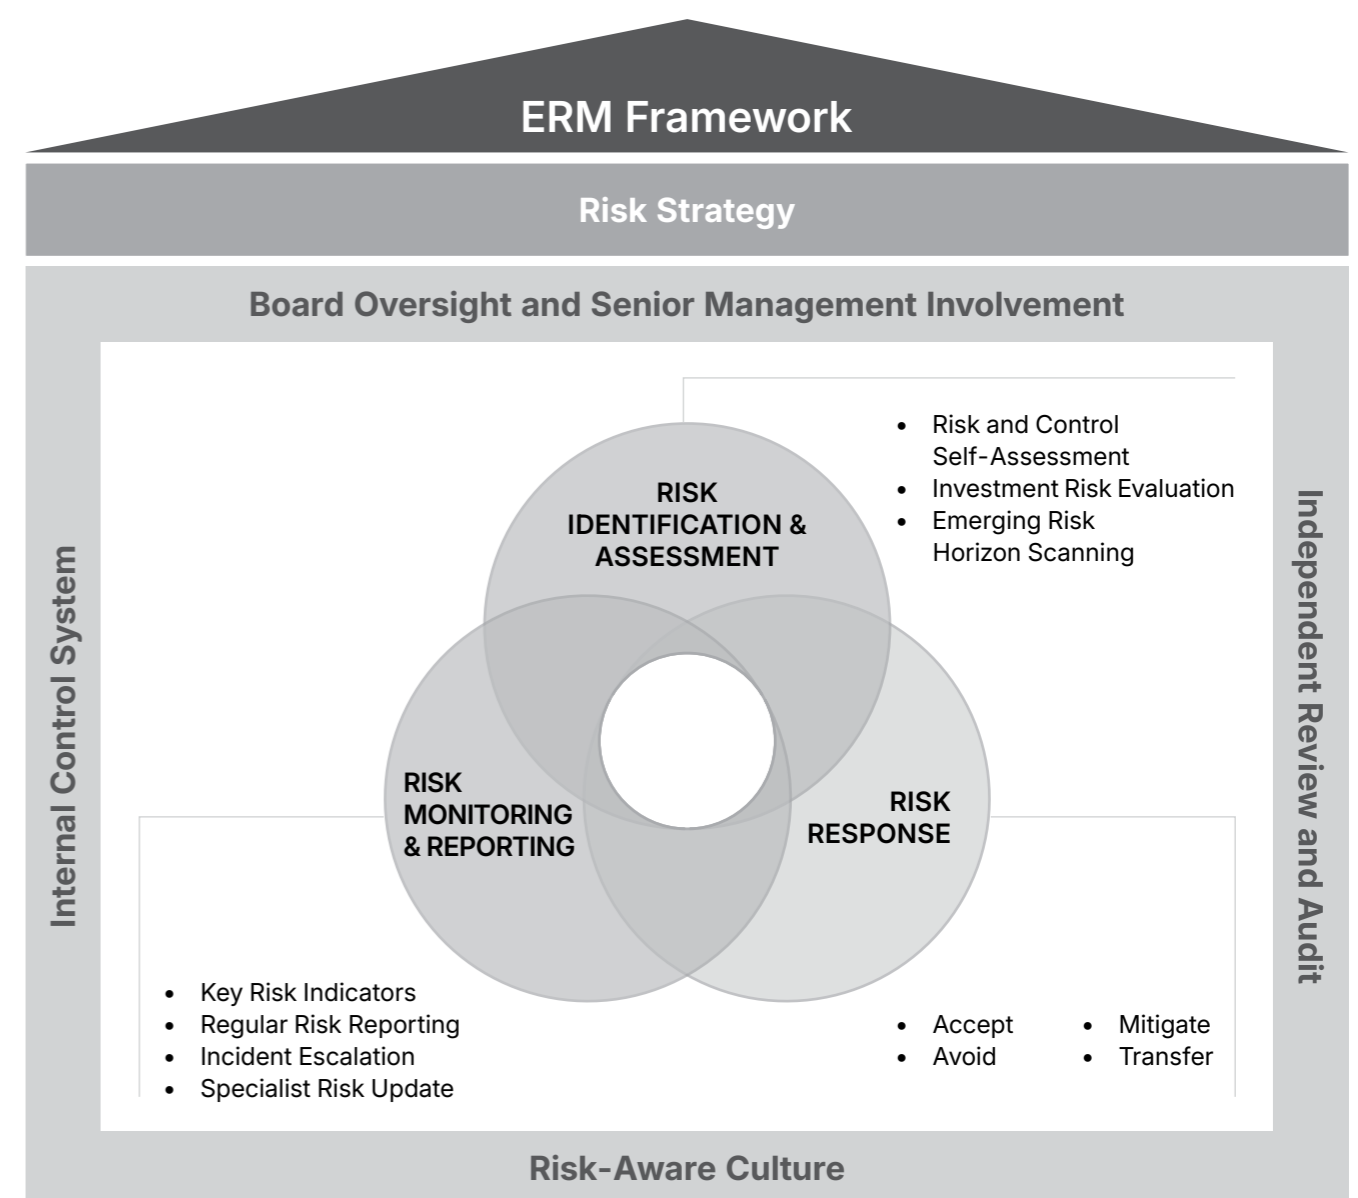 ERM Framework
Risk Strategy
Board Oversight and Senior Management Involvement
Internal Control System
RISK
IDENTIFICATION &
ASSESSMENT
• Risk and Control
Self-Assessment
• Investment Risk Evaluation
• Emerging Risk
Horizon Scanning
RISK
MONITORING
& REPORTING
RISK
RESPONSE
• Key Risk Indicators
• Regular Risk Reporting
• Incident Escalation
• Specialist Risk Update
• Accept
• Avoid
• Mitigate
• Transfer
Independent Review and Audit
Risk-Aware Culture